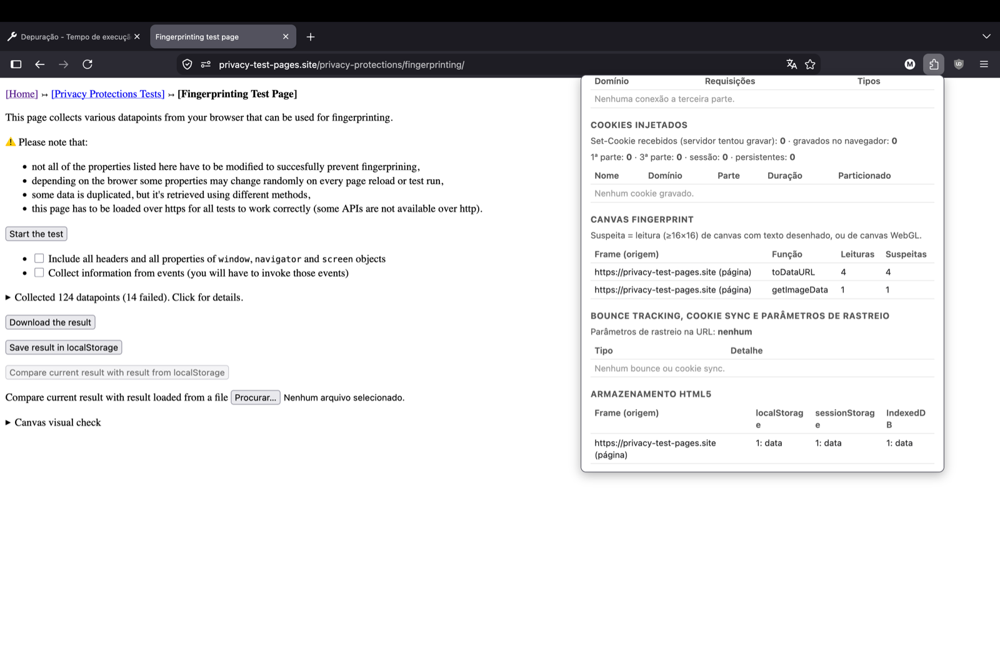 Depuração - Tempo de execuçã
Fingerprinting test page
privacy-test-pages.site/privacy-protections/fingerprinting/
M
[Home] ↣ [Privacy Protections Tests] ↣ [Fingerprinting Test Page]
This page collects various datapoints from your browser that can be used for fingerprinting.
⚠️ Please note that:
• not all of the properties listed here have to be modified to succesfully prevent fingerprining,
• depending on the brower some properties may change randomly on every page reload or test run,
• some data is duplicated, but it's retrieved using different methods,
• this page has to be loaded over https for all tests to work correctly (some APIs are not available over http).
Start the test
• Include all headers and all properties of window, navigator and screen objects
• Collect information from events (you will have to invoke those events)
▸ Collected 124 datapoints (14 failed). Click for details.
Download the result
Save result in localStorage
Compare current result with result from localStorage
Compare current result with result loaded from a file Procurar... Nenhum arquivo selecionado.
▸ Canvas visual check
Domínio Requisições Tipos
Nenhuma conexão a terceira parte.
COOKIES INJETADOS
Set-Cookie recebidos (servidor tentou gravar): 0 · gravados no navegador: 0
1ª parte: 0 · 3ª parte: 0 · sessão: 0 · persistentes: 0
Nome Domínio Parte Duração Particionado
Nenhum cookie gravado.
CANVAS FINGERPRINT
Suspeita = leitura (≥16×16) de canvas com texto desenhado, ou de canvas WebGL.
Frame (origem) Função Leituras Suspeitas
https://privacy-test-pages.site (página) toDataURL 4 4
https://privacy-test-pages.site (página) getImageData 1 1
BOUNCE TRACKING, COOKIE SYNC E PARÂMETROS DE RASTREIO
Parâmetros de rastreio na URL: nenhum
Tipo Detalhe
Nenhum bounce ou cookie sync.
ARMAZENAMENTO HTML5
Frame (origem) localStorag sessionStorag IndexedD
e e B
https://privacy-test-pages.site 1: data 1: data 1: data
(página)